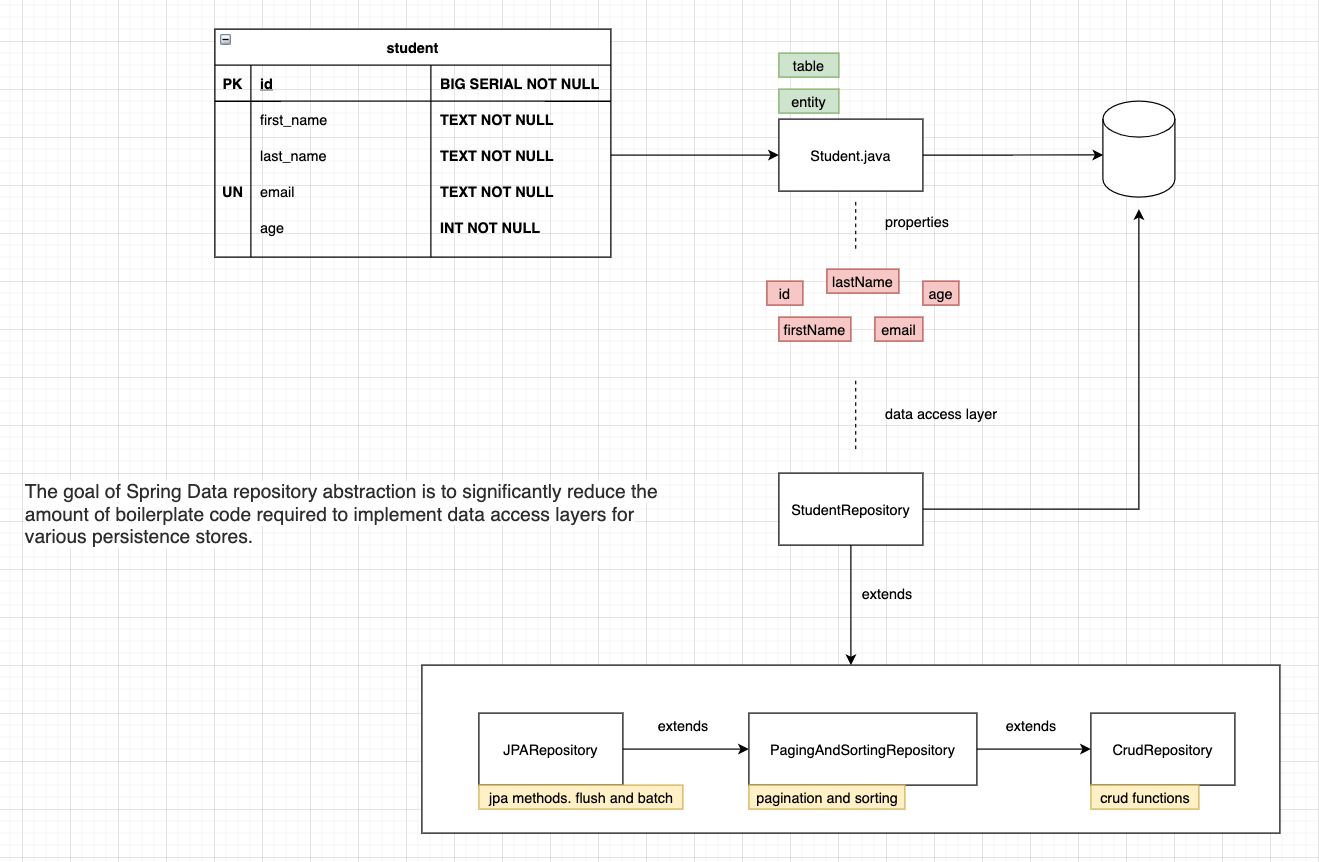 student
PK id BIG SERIAL NOT NULL
first_name TEXT NOT NULL
last_name TEXT NOT NULL
UN email TEXT NOT NULL
age INT NOT NULL
table
entity
Student.java
properties
lastName
id
age
firstName
email
data access layer
The goal of Spring Data repository abstraction is to significantly reduce the
amount of boilerplate code required to implement data access layers for
various persistence stores.
StudentRepository
extends
JPARepository
extends
PagingAndSortingRepository
extends
CrudRepository
jpa methods. flush and batch
pagination and sorting
crud functions